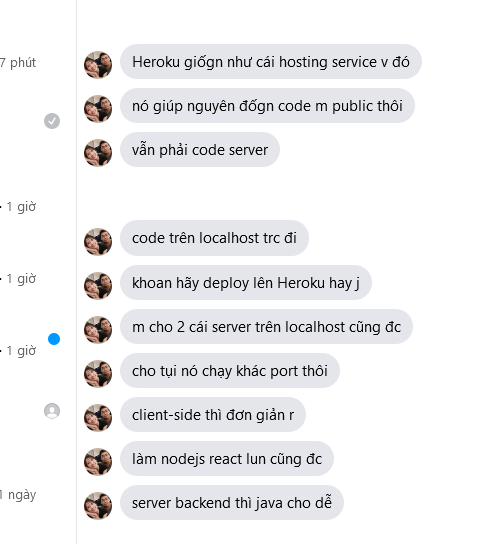 7 phút
Heroku giốgn như cái hosting service v đó
nó giúp nguyên đốgn code m public thôi
vẫn phải code server
· 1 giờ
code trên localhost trc đi
· 1 giờ
khoan hãy deploy lên Heroku hay j
m cho 2 cái server trên localhost cũng đc
· 1 giờ
cho tụi nó chạy khác port thôi
client-side thì đơn giản r
làm nodejs react lun cũng đc
1 ngày
server backend thì java cho dễ